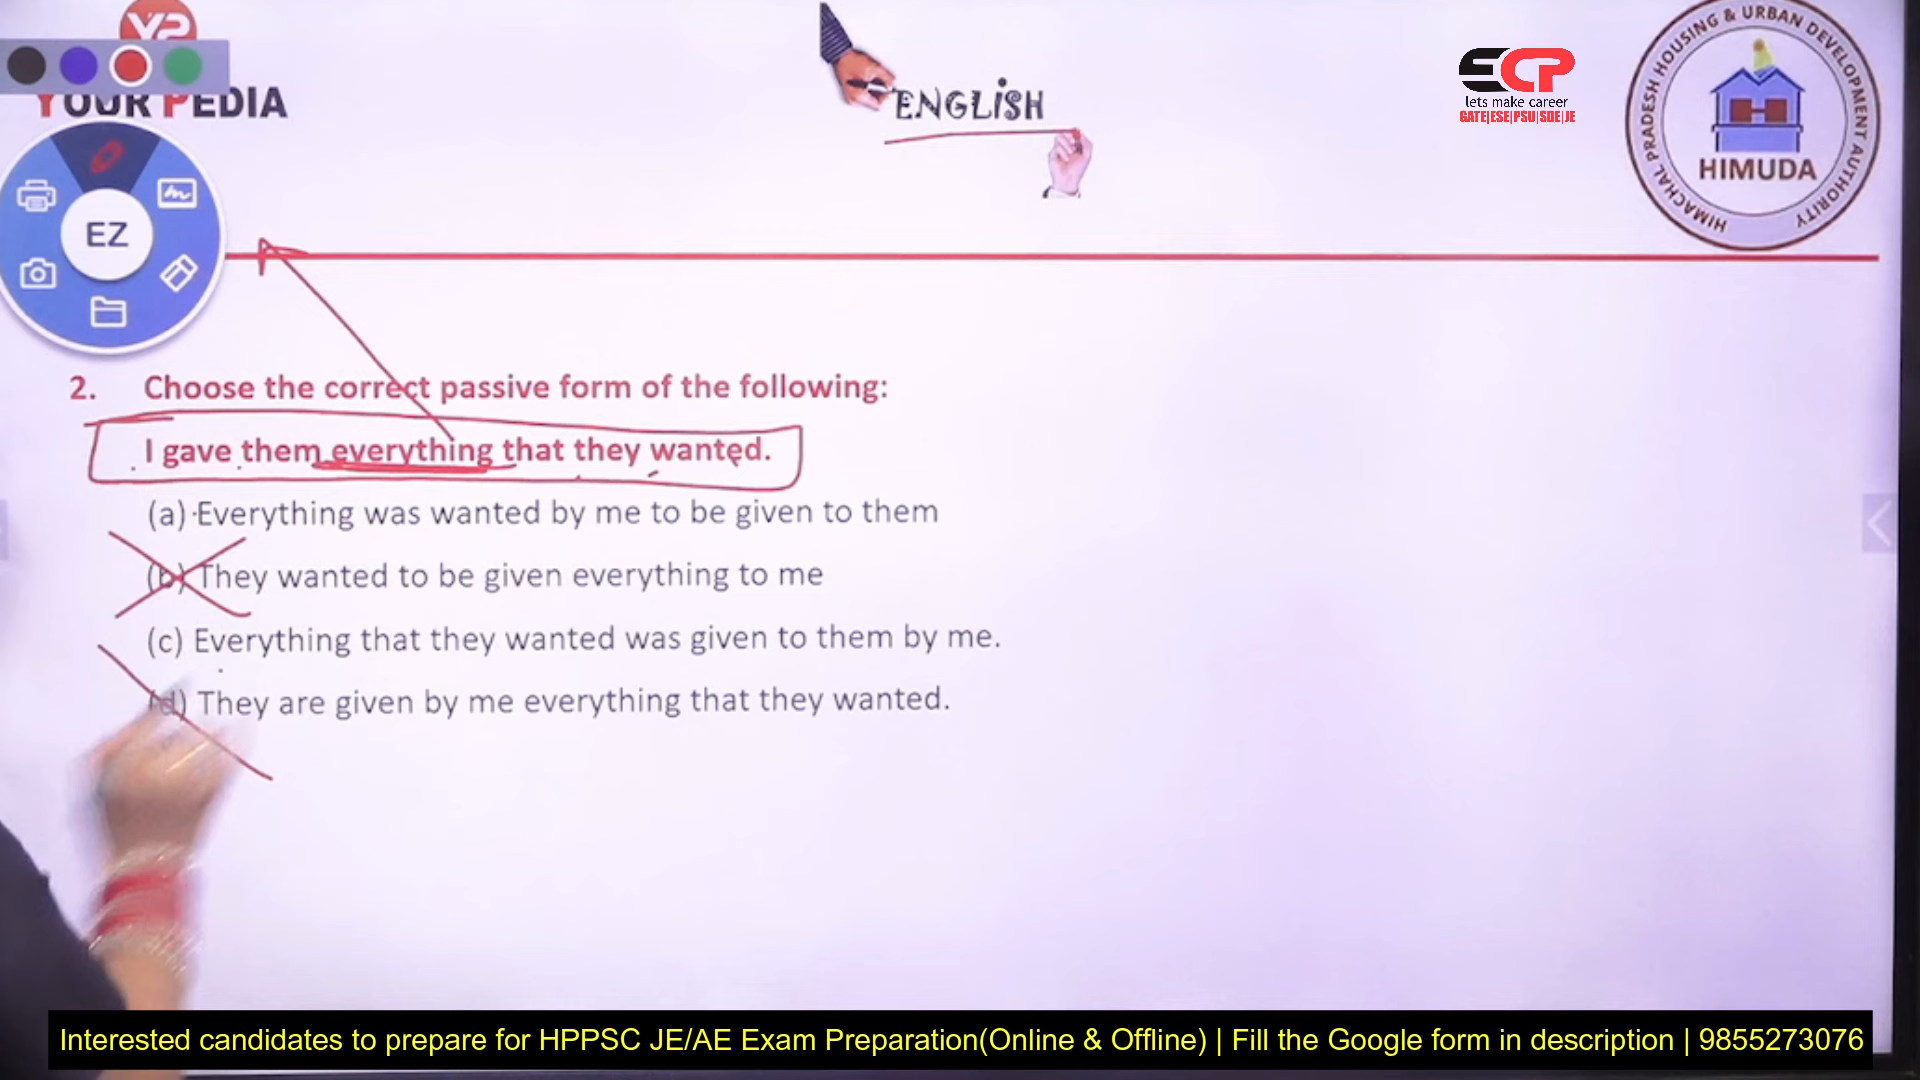 YP
YOUR PEDIA
ENGLISH
ECP
lets make career
GATE|ESE|PSU|SDE|JE
HIMACHAL PRADESH HOUSING & URBAN DEVELOPMENT AUTHORITY
HIMUDA
EZ
2. Choose the correct passive form of the following:
I gave them everything that they wanted.
(a) Everything was wanted by me to be given to them
(b) They wanted to be given everything to me
(c) Everything that they wanted was given to them by me.
(d) They are given by me everything that they wanted.
Interested candidates to prepare for HPPSC JE/AE Exam Preparation(Online & Offline) | Fill the Google form in description | 9855273076